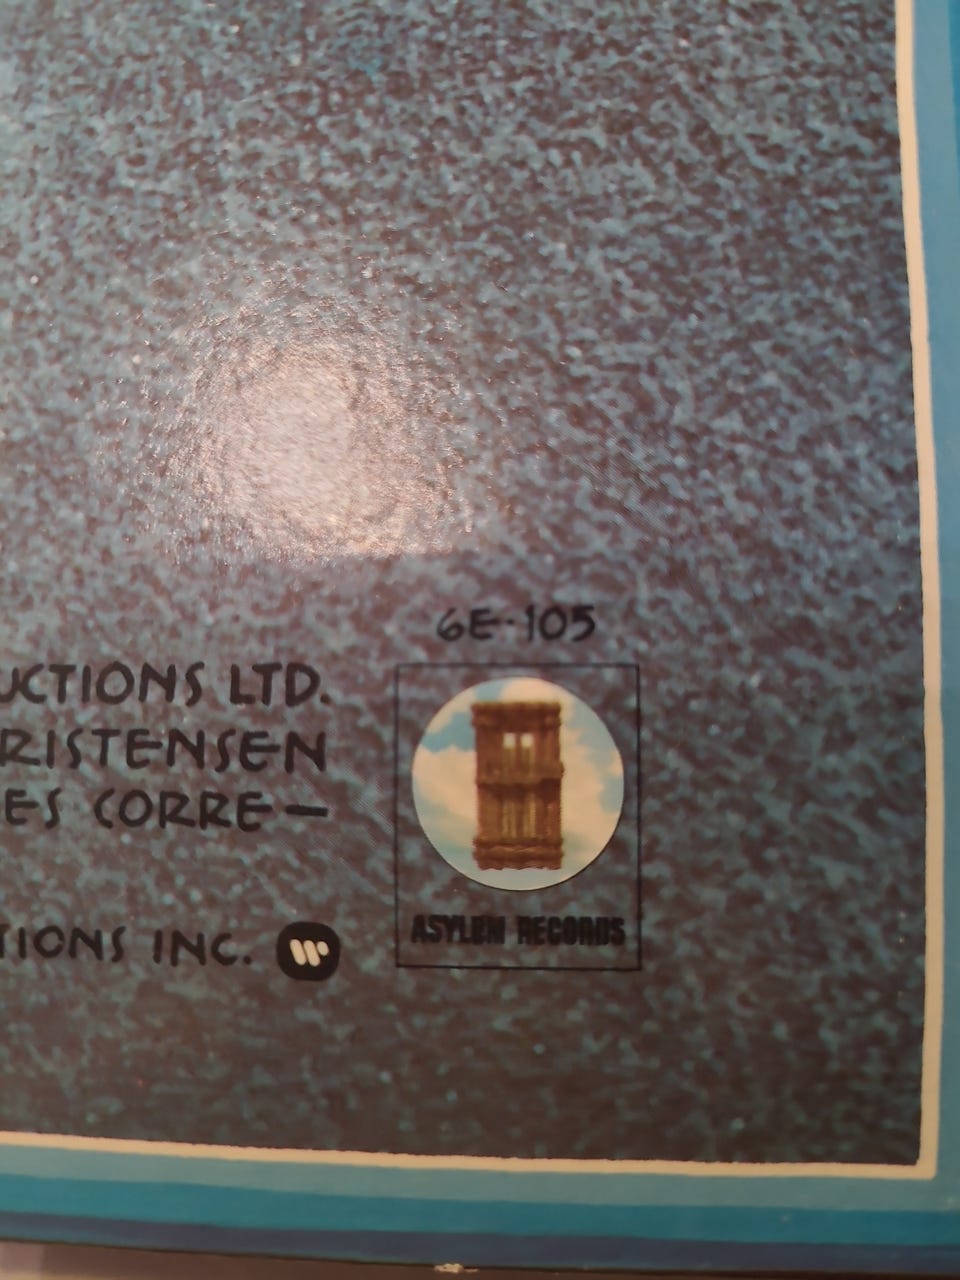 6E-105
UCTIONS LTD.
RISTENSEN
ES CORRE—
TIONS INC.
ASYLUM RECORDS